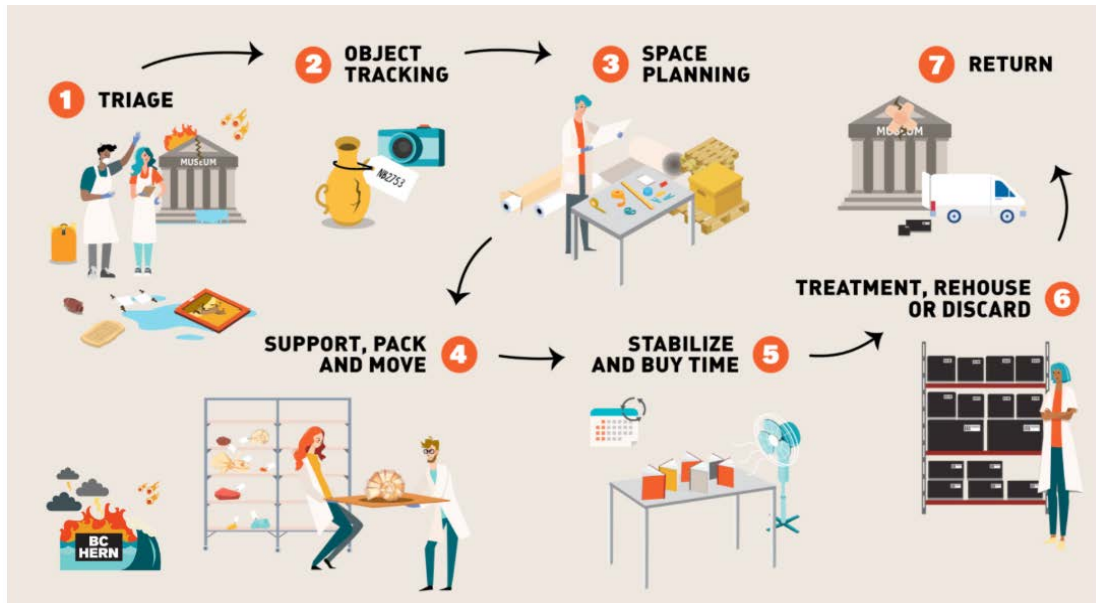 1 TRIAGE
MUSEUM
2 OBJECT
TRACKING
N82753
3 SPACE
PLANNING
SUPPORT, PACK
AND MOVE 4
STABILIZE
AND BUY TIME 5
TREATMENT, REHOUSE
OR DISCARD 6
7 RETURN
MUSEUM
BC
HERN